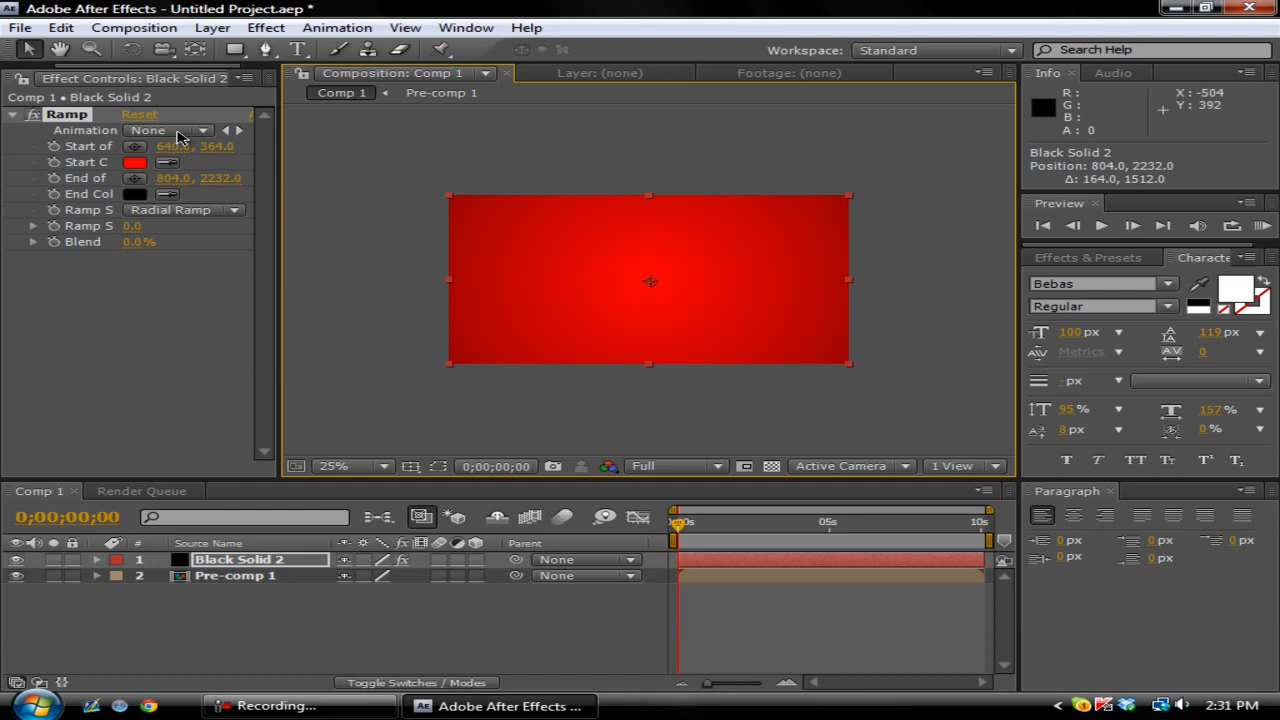 Adobe After Effects - Untitled Project.aep *
File Edit Composition Layer Effect Animation View Window Help
Workspace: Standard Search Help
Effect Controls: Black Solid 2
Composition: Comp 1 Layer: (none) Footage: (none)
Comp 1 • Black Solid 2
Comp 1 Pre-comp 1
fx Ramp Reset
Animation None
Start of 640.0, 364.0
Start C
End of 804.0, 2232.0
End Col
Ramp S Radial Ramp
Ramp S 0.0
Blend 0.0%
Info Audio
R : X : -504
G : Y : 392
B :
A : 0
Black Solid 2
Position: 804.0, 2232.0
Δ: 164.0, 1512.0
Preview
Effects & Presets Characte
Bebas
Regular
100 px 119 px
Metrics 0
- px
95 % 157 %
8 px 0 %
T T TT Tt T¹ T₁
25% 0;00;00;00 Full Active Camera 1 View
Comp 1 Render Queue
0;00;00;00
0s 05s 10s
# Source Name Parent
1 Black Solid 2 None
2 Pre-comp 1 None
Toggle Switches / Modes
Paragraph
0 px 0 px 0 px
0 px 0 px
Recording... Adobe After Effects ... 2:31 PM